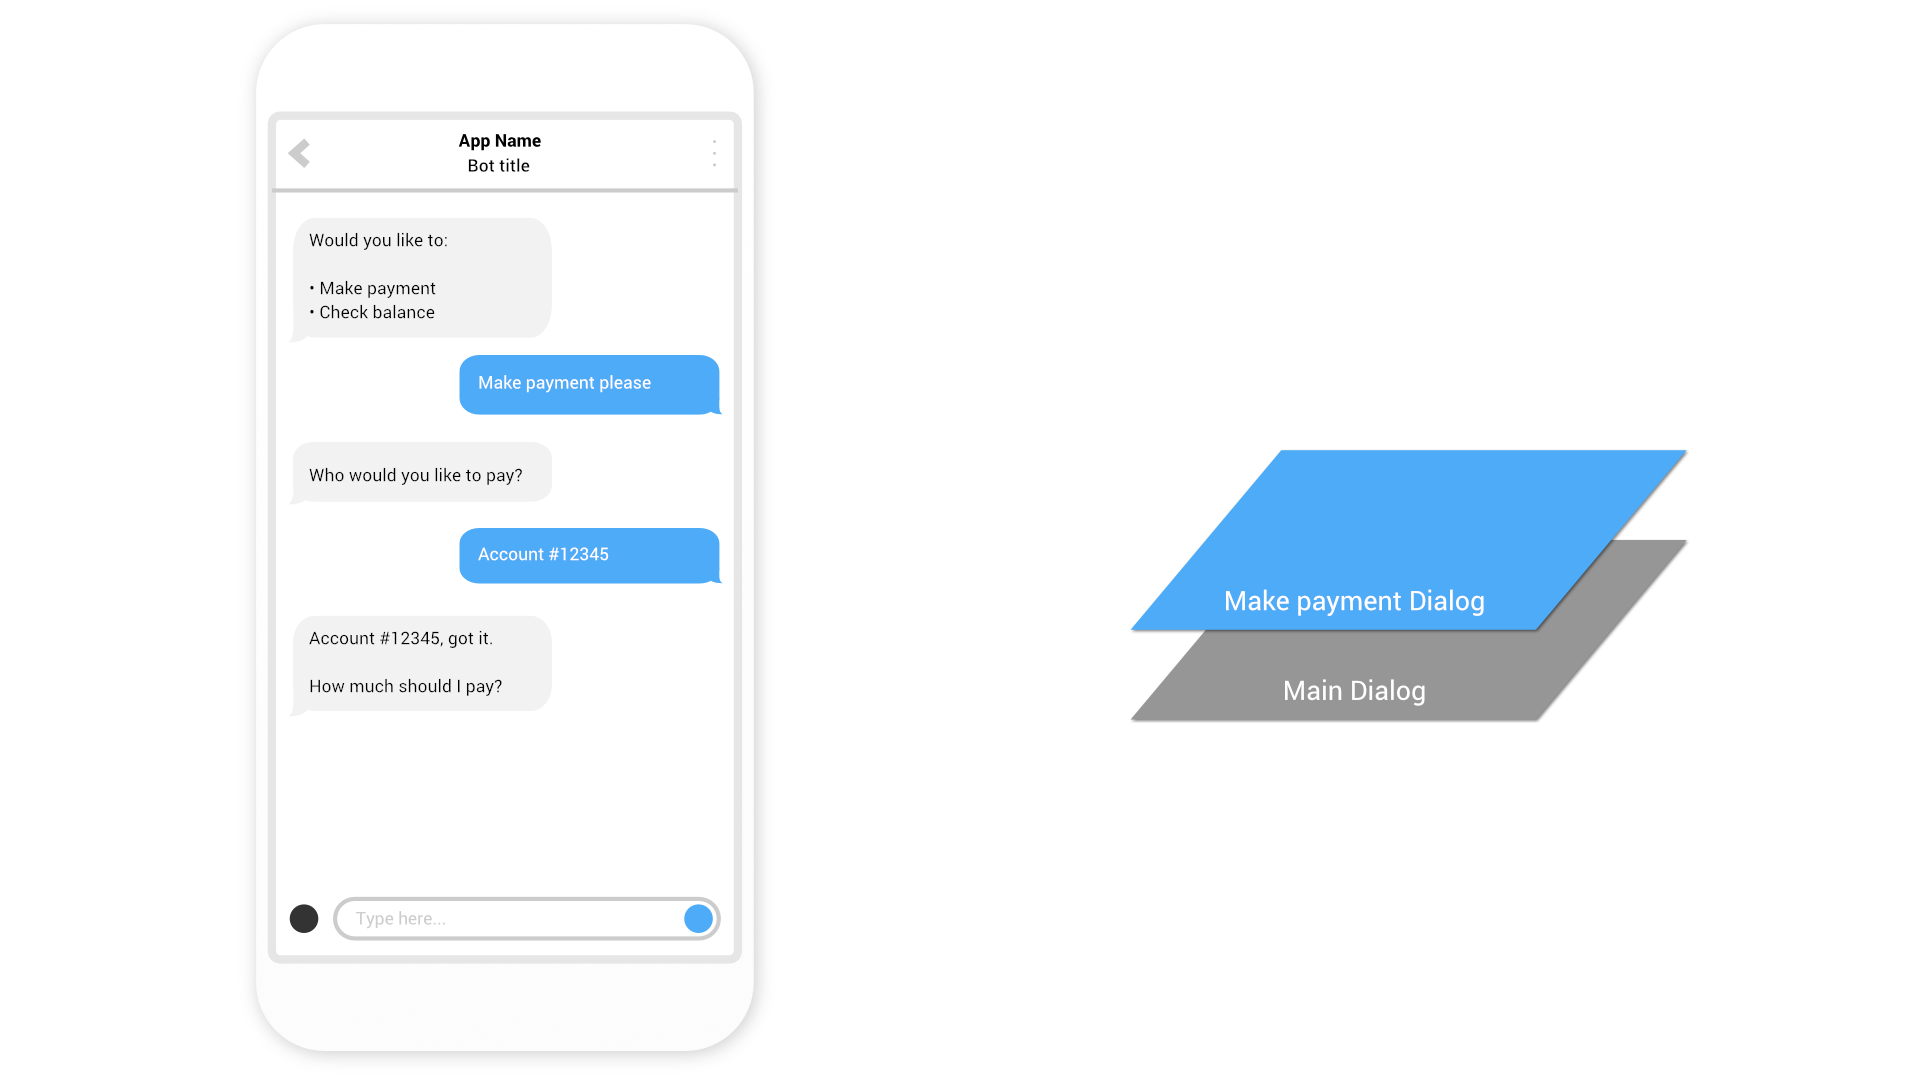 App Name
Bot title
Would you like to:
• Make payment
• Check balance
Make payment please
Who would you like to pay?
Account #12345
Account #12345, got it.
How much should I pay?
Type here...
Make payment Dialog
Main Dialog